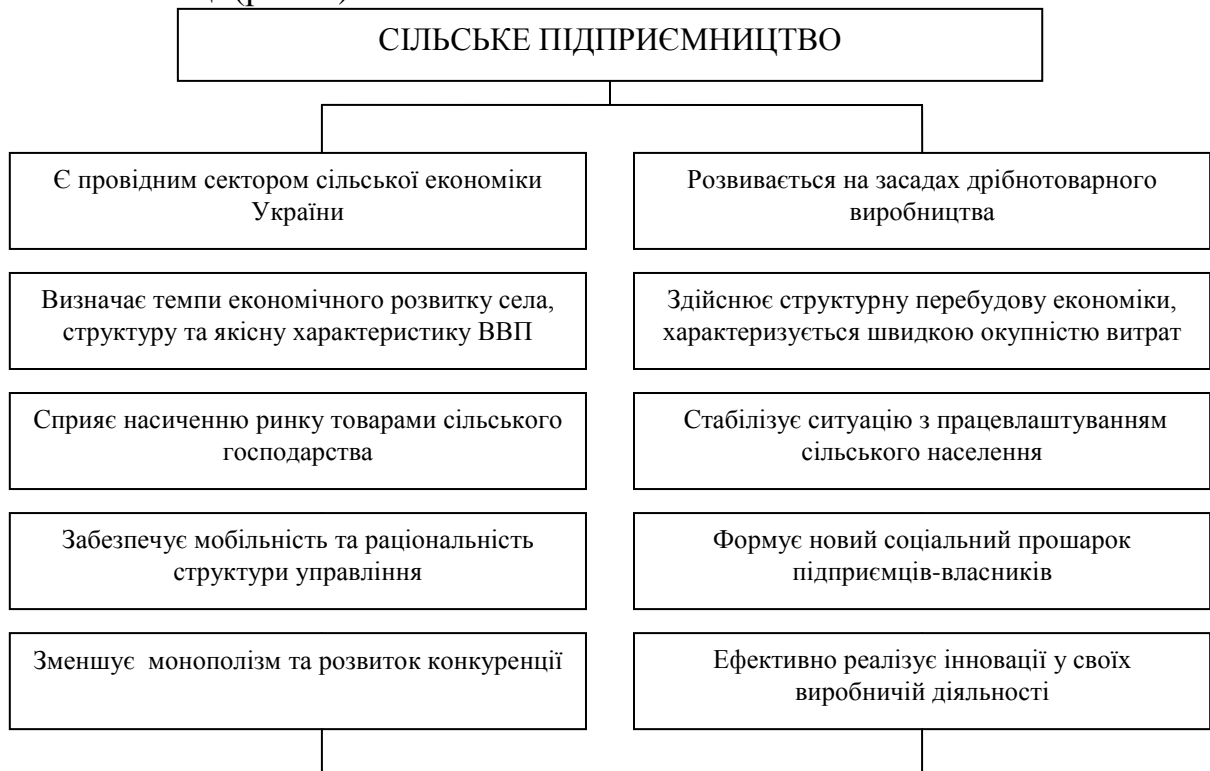 СІЛЬСЬКЕ ПІДПРИЄМНИЦТВО
Є провідним сектором сільської економіки
України
Розвивається на засадах дрібнотоварного
виробництва
Визначає темпи економічного розвитку села,
структуру та якісну характеристику ВВП
Здійснює структурну перебудову економіки,
характеризується швидкою окупністю витрат
Сприяє насиченню ринку товарами сільського
господарства
Стабілізує ситуацію з працевлаштуванням
сільського населення
Забезпечує мобільність та раціональність
структури управління
Формує новий соціальний прошарок
підприємців-власників
Зменшує монополізм та розвиток конкуренції
Ефективно реалізує інновації у своїх
виробничій діяльності